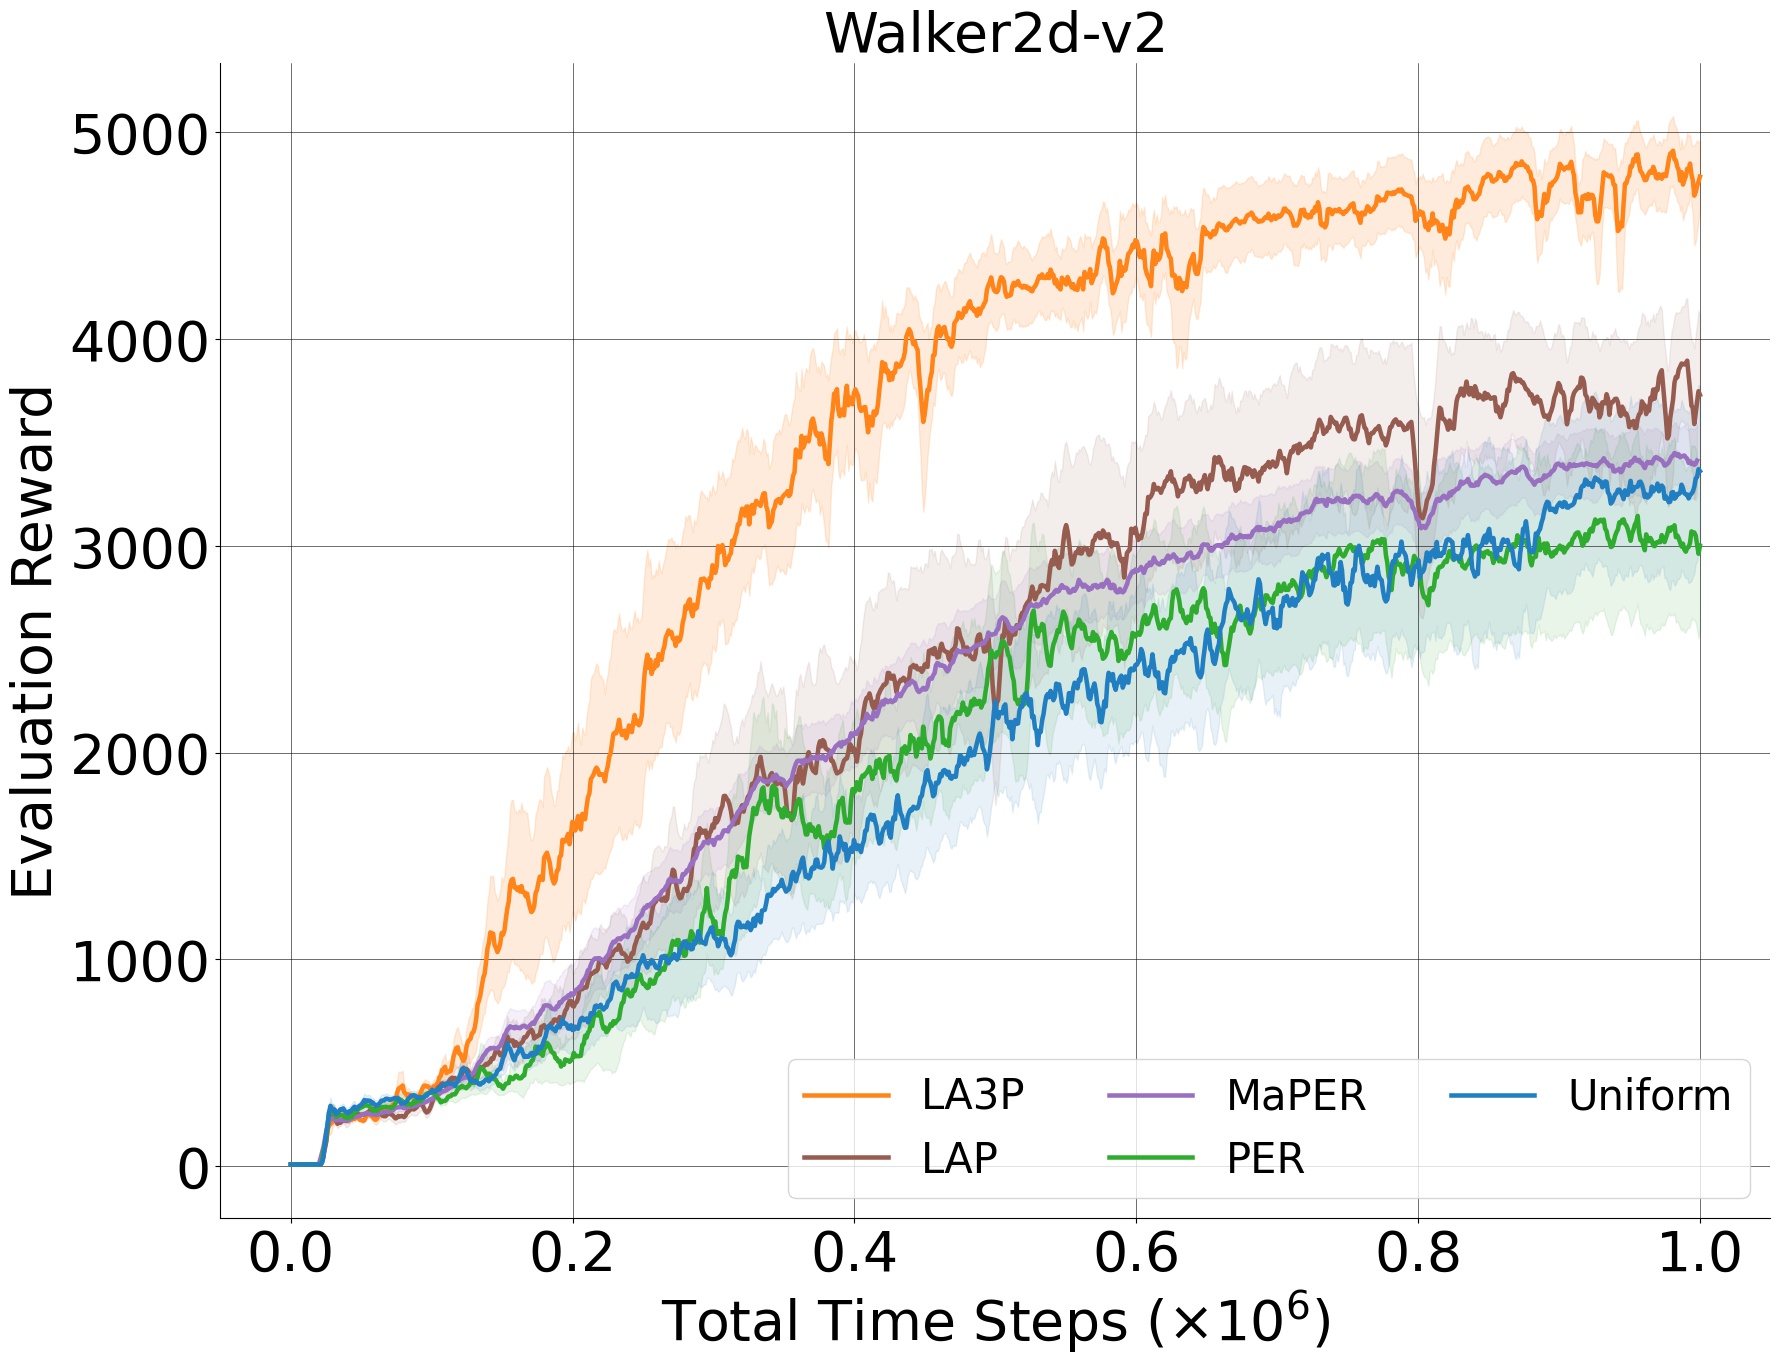 Walker2d-v2
Evaluation Reward
5000
4000
3000
2000
1000
0
LA3P MaPER Uniform
LAP PER
0.0 0.2 0.4 0.6 0.8 1.0
Total Time Steps (×10⁶)